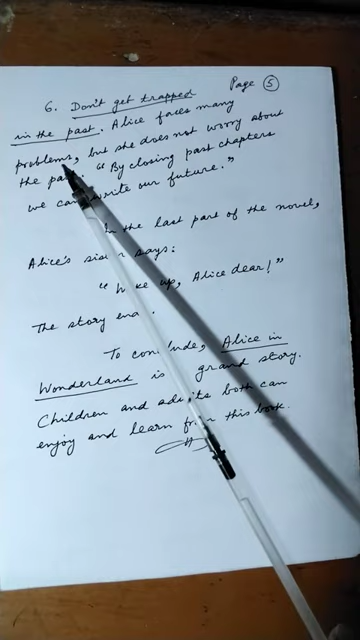 Page 5
6. Don't get trapped
in the past. Alice faces many
problems, but she does not worry about
the past. "By closing past chapters
we can write our future."
In the last part of the novel,
Alice's sister says:
"Wake up, Alice dear!"
The story ends.
To conclude, Alice in
Wonderland is grand story.
Children and adults both can
enjoy and learn from this book.